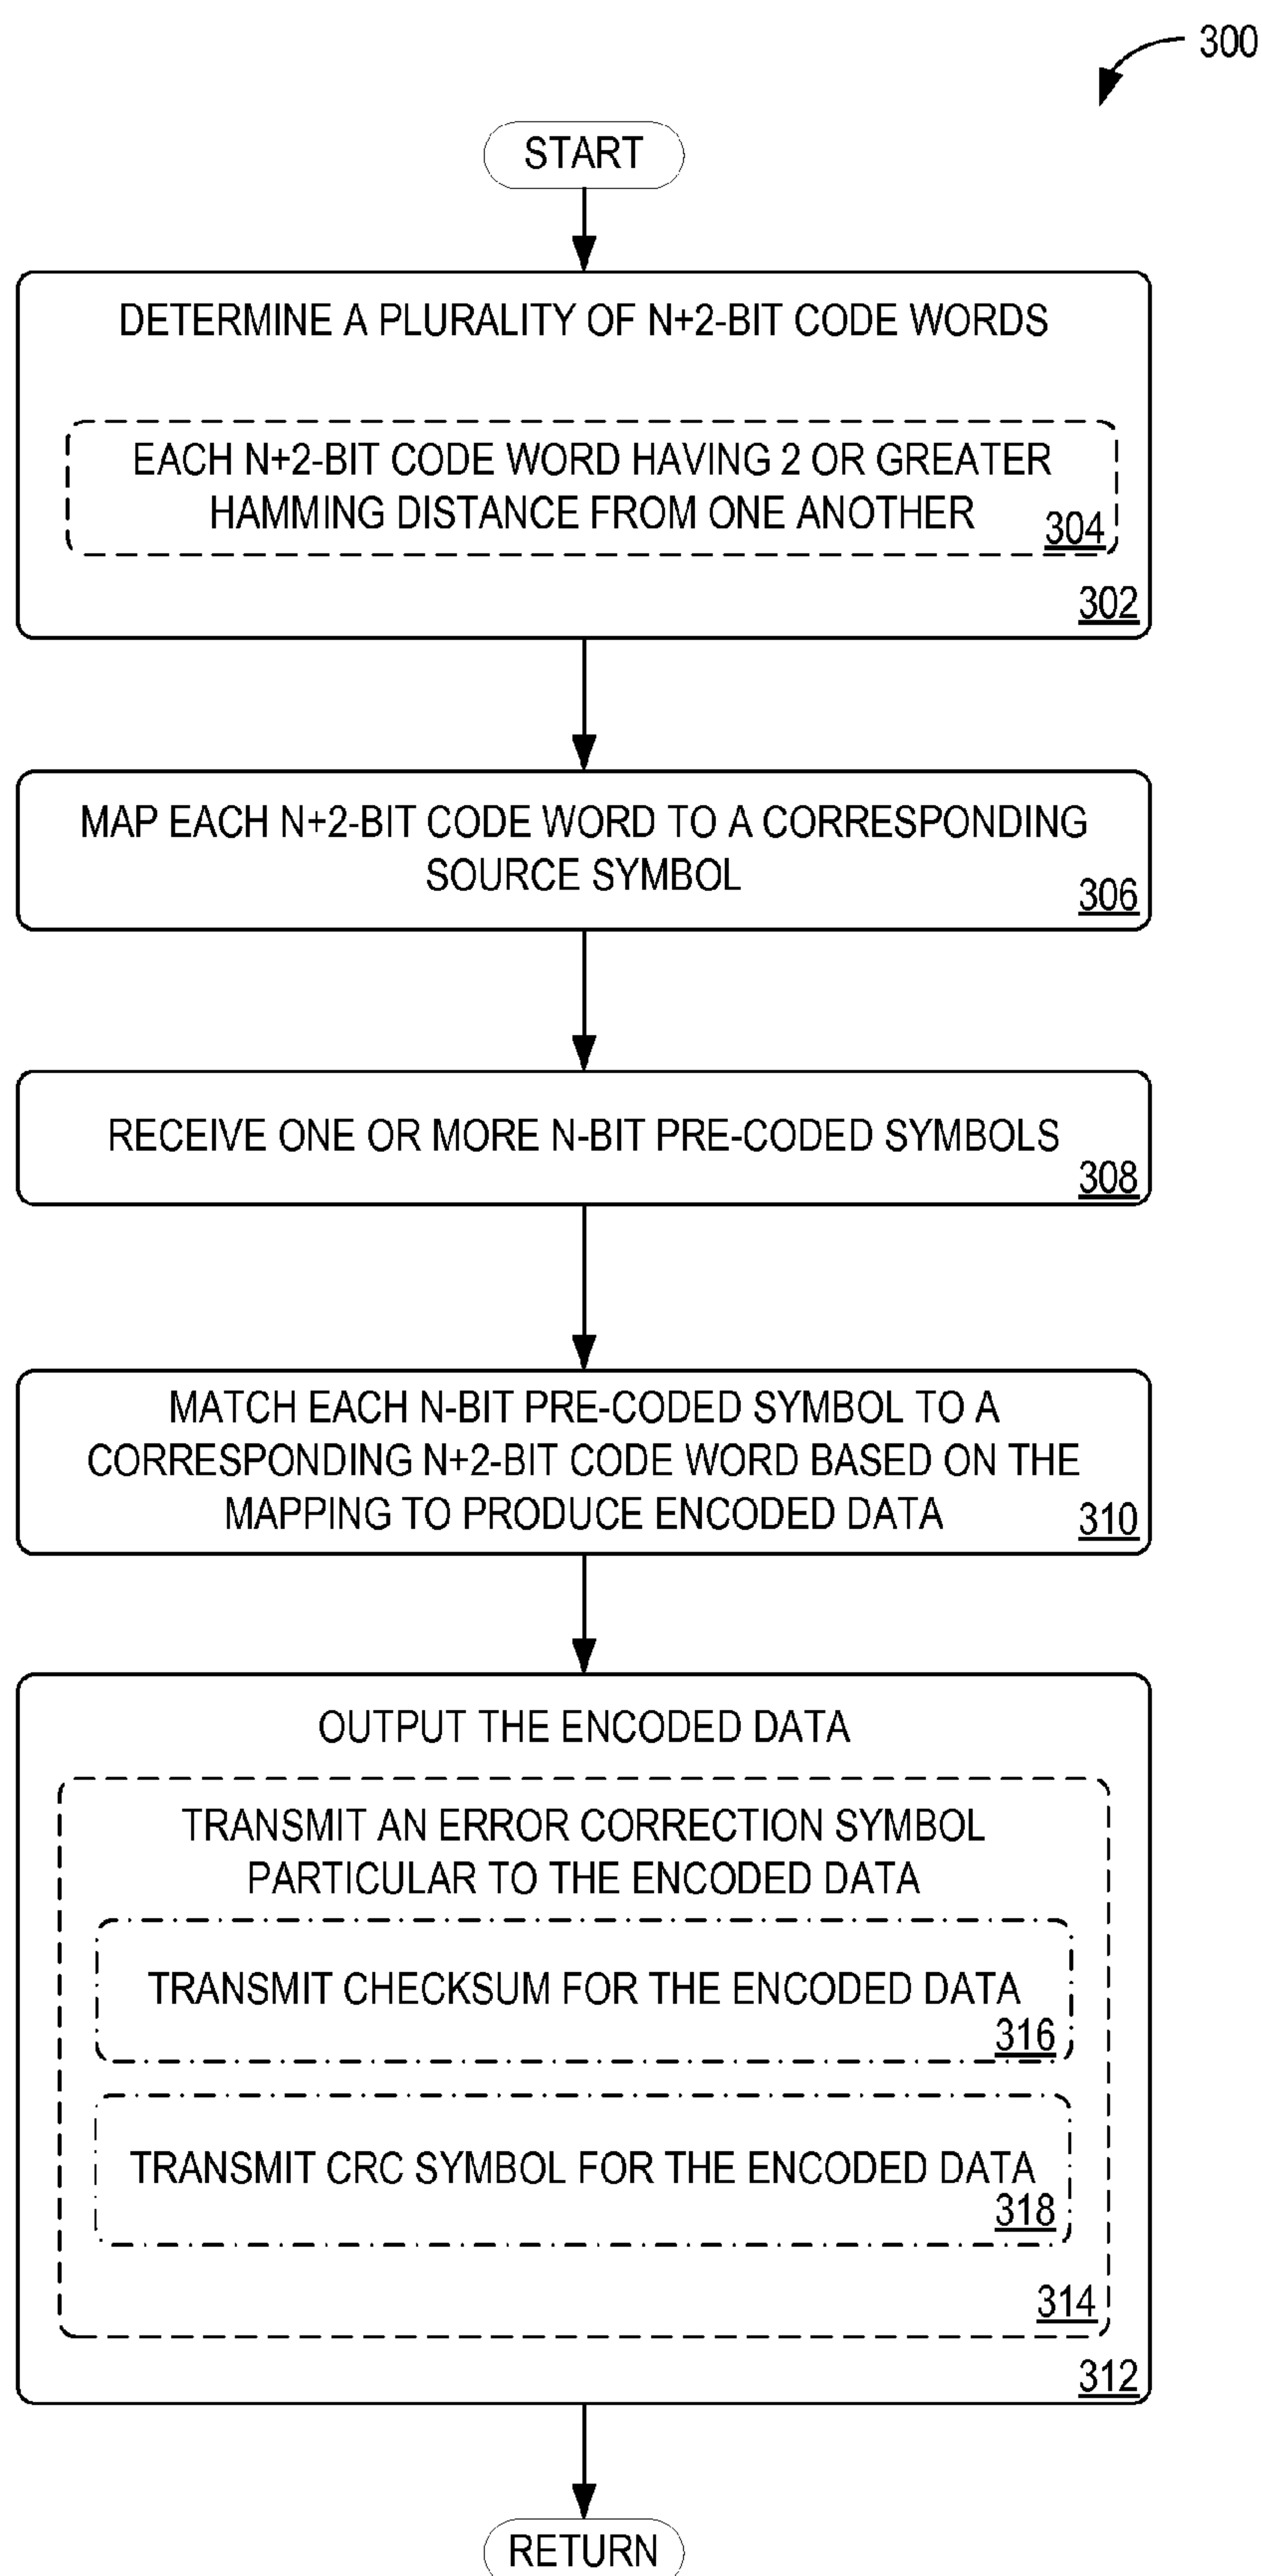 300
START
DETERMINE A PLURALITY OF N+2-BIT CODE WORDS
EACH N+2-BIT CODE WORD HAVING 2 OR GREATER
HAMMING DISTANCE FROM ONE ANOTHER
304
302
MAP EACH N+2-BIT CODE WORD TO A CORRESPONDING
SOURCE SYMBOL
306
RECEIVE ONE OR MORE N-BIT PRE-CODED SYMBOLS
308
MATCH EACH N-BIT PRE-CODED SYMBOL TO A
CORRESPONDING N+2-BIT CODE WORD BASED ON THE
MAPPING TO PRODUCE ENCODED DATA
310
OUTPUT THE ENCODED DATA
TRANSMIT AN ERROR CORRECTION SYMBOL
PARTICULAR TO THE ENCODED DATA
TRANSMIT CHECKSUM FOR THE ENCODED DATA
316
TRANSMIT CRC SYMBOL FOR THE ENCODED DATA
318
314
312
RETURN